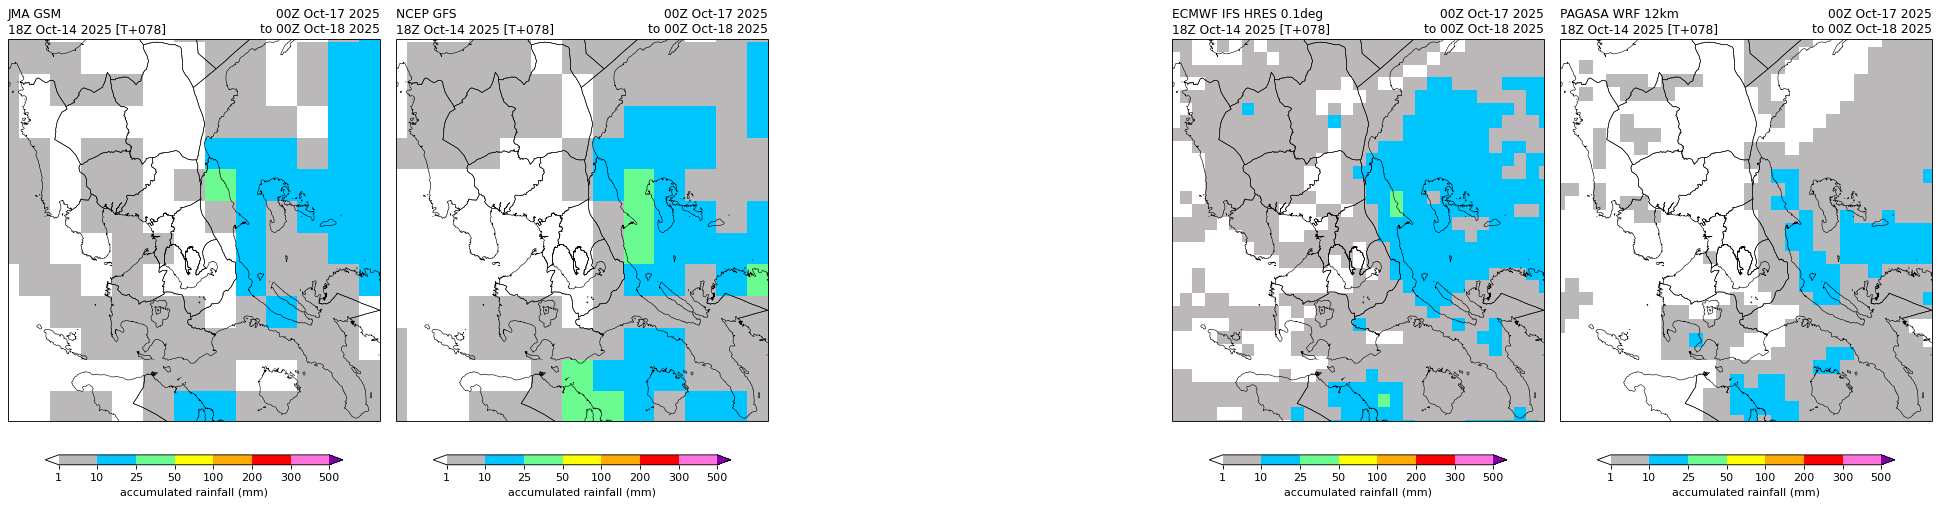 JMA GSM 00Z Oct-17 2025
18Z Oct-14 2025 [T+078] to 00Z Oct-18 2025
NCEP GFS 00Z Oct-17 2025
18Z Oct-14 2025 [T+078] to 00Z Oct-18 2025
ECMWF IFS HRES 0.1deg 00Z Oct-17 2025
18Z Oct-14 2025 [T+078] to 00Z Oct-18 2025
PAGASA WRF 12km 00Z Oct-17 2025
18Z Oct-14 2025 [T+078] to 00Z Oct-18 2025
1 10 25 50 100 200 300 500
accumulated rainfall (mm)
1 10 25 50 100 200 300 500
accumulated rainfall (mm)
1 10 25 50 100 200 300 500
accumulated rainfall (mm)
1 10 25 50 100 200 300 500
accumulated rainfall (mm)